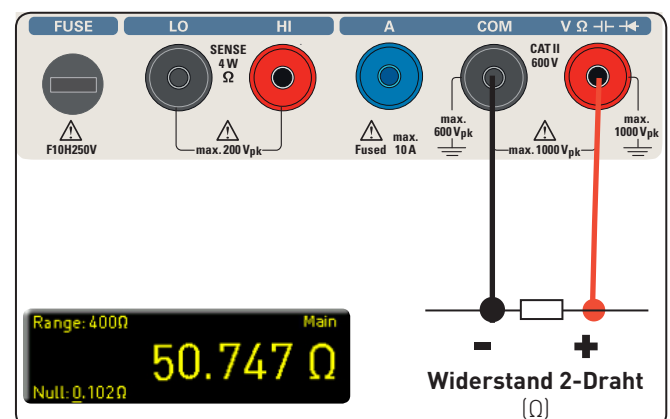 FUSE LO HI A COM V Ω ⊣⊢ ➔|
SENSE
4 W
Ω
CAT II
600 V
F10H250V
max. 200 Vpk
Fused
max.
10 A
max.
600 Vpk
max. 1000 Vpk
max.
1000 Vpk
Range: 400Ω Main
50.747 Ω
Null: 0.102Ω
- +
Widerstand 2-Draht
(Ω)